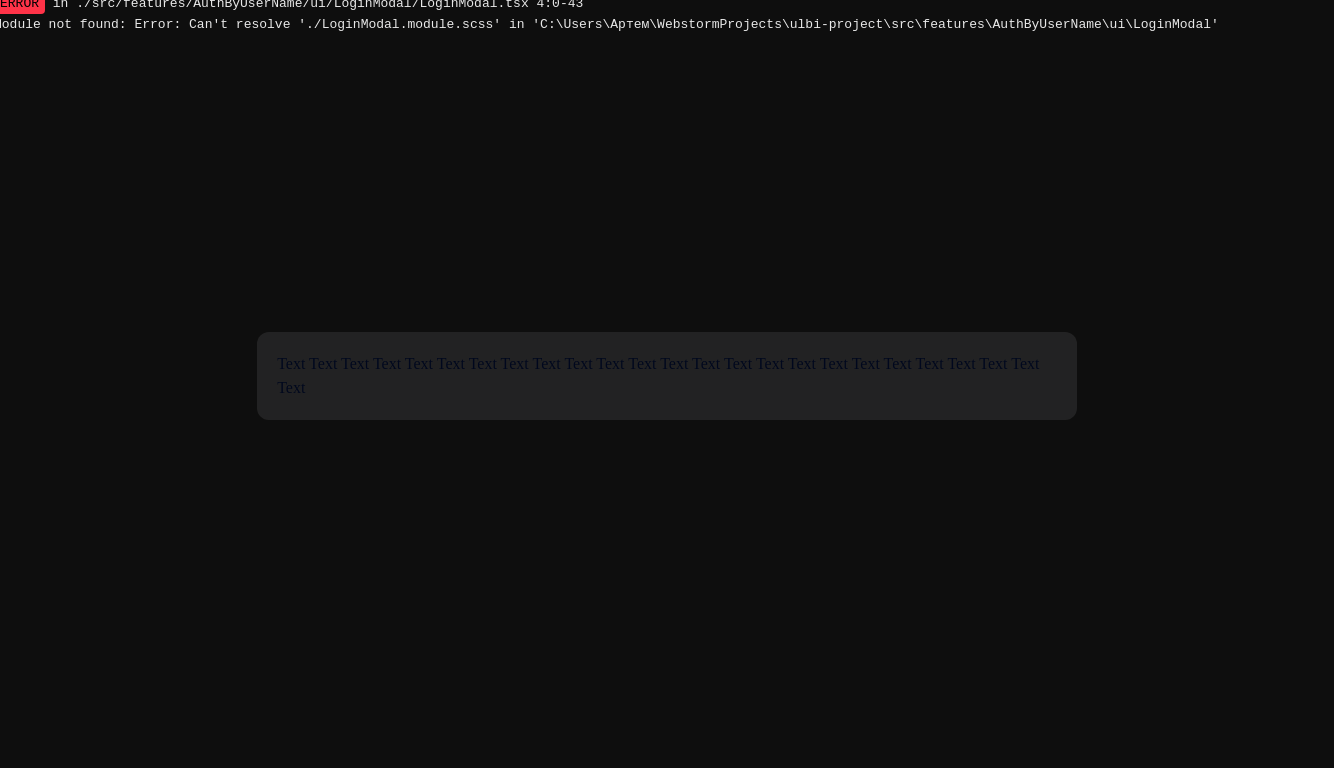 ERROR in ./src/features/AuthByUserName/ui/LoginModal/LoginModal.tsx 4:0-43
Module not found: Error: Can't resolve './LoginModal.module.scss' in 'C:\Users\Артем\WebstormProjects\ulbi-project\src\features\AuthByUserName\ui\LoginModal'
Text Text Text Text Text Text Text Text Text Text Text Text Text Text Text Text Text Text Text Text Text Text Text Text
Text